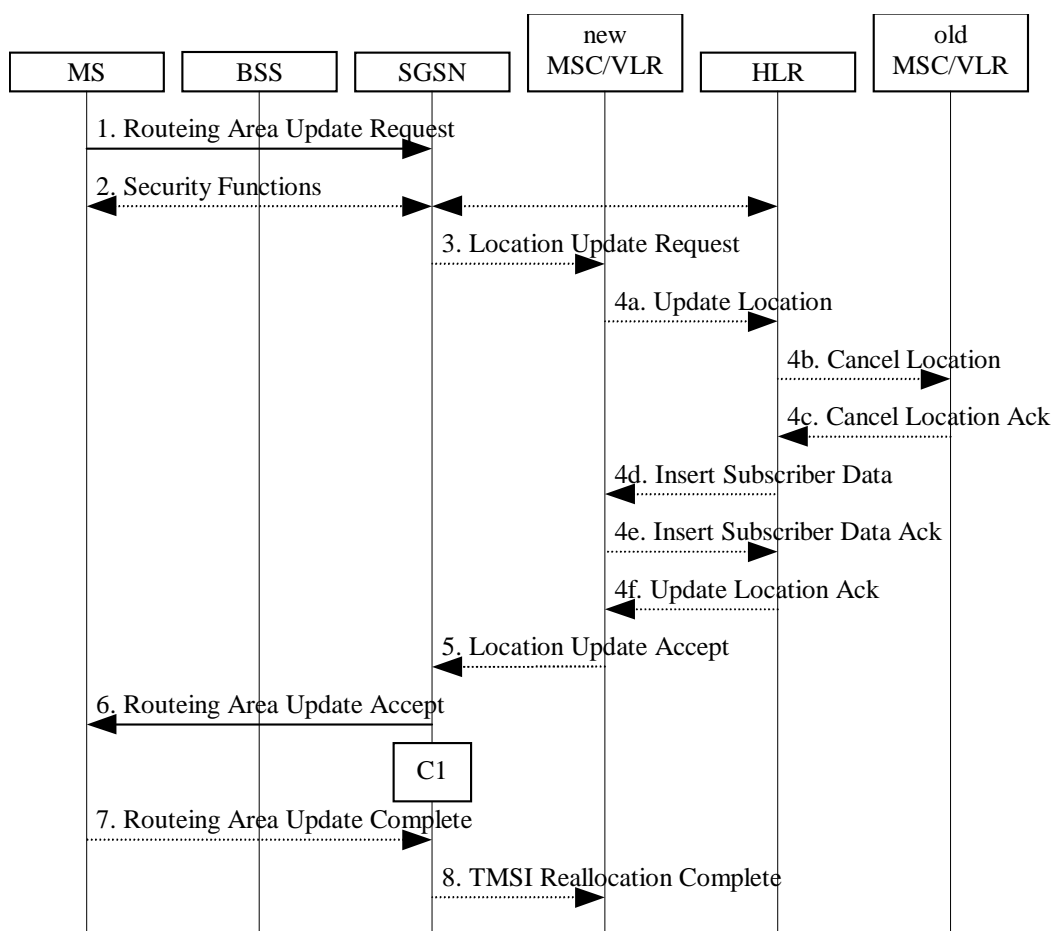 new
old
MS
BSS
SGSN
MSC/VLR
HLR
MSC/VLR
1. Routeing Area Update Request
2. Security Functions
3. Location Update Request
4a. Update Location
4b. Cancel Location
4c. Cancel Location Ack
4d. Insert Subscriber Data
4e. Insert Subscriber Data Ack
4f. Update Location Ack
5. Location Update Accept
6. Routeing Area Update Accept
C1
7. Routeing Area Update Complete
8. TMSI Reallocation Complete